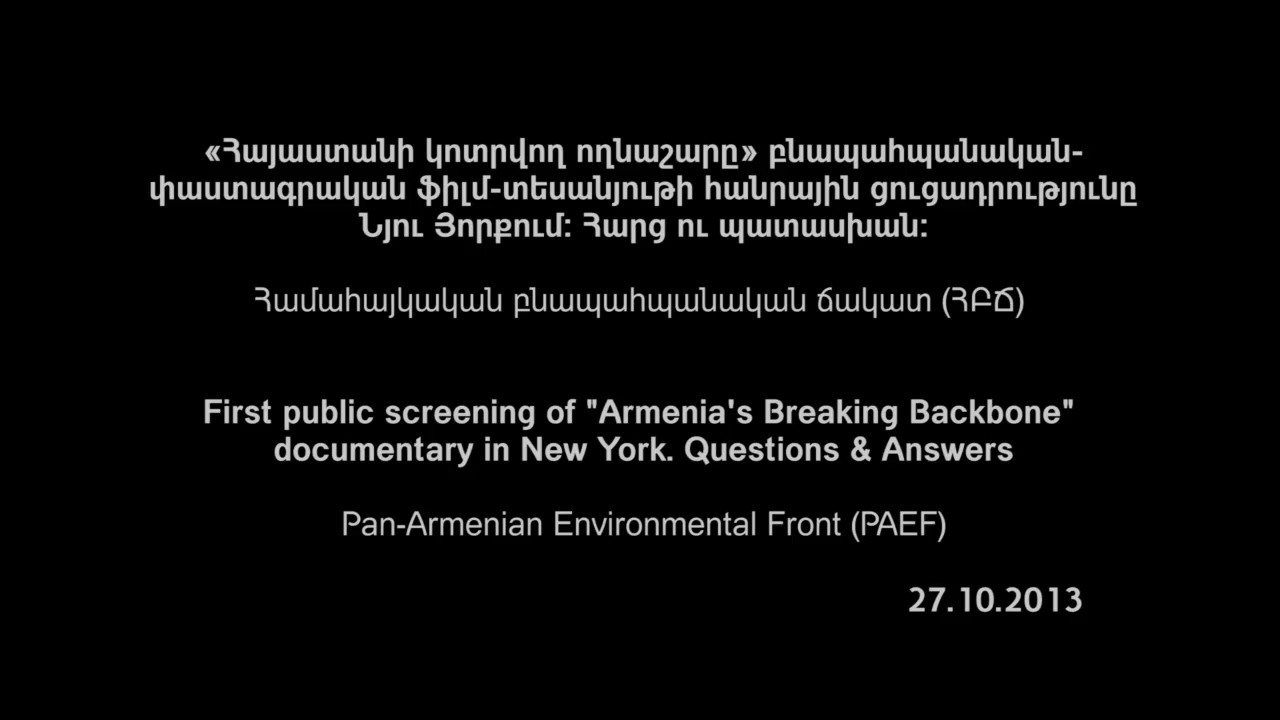 «Հայաստանի կոտրվող ողնաշարը» բնապահպանական-
փաստագրական ֆիլմ-տեսանյութի հանրային ցուցադրությունը
Նյու Յորքում: Հարց ու պատասխան:
Համահայկական բնապահպանական ճակատ (ՀԲՃ)
First public screening of "Armenia's Breaking Backbone"
documentary in New York. Questions & Answers
Pan-Armenian Environmental Front (PAEF)
27.10.2013